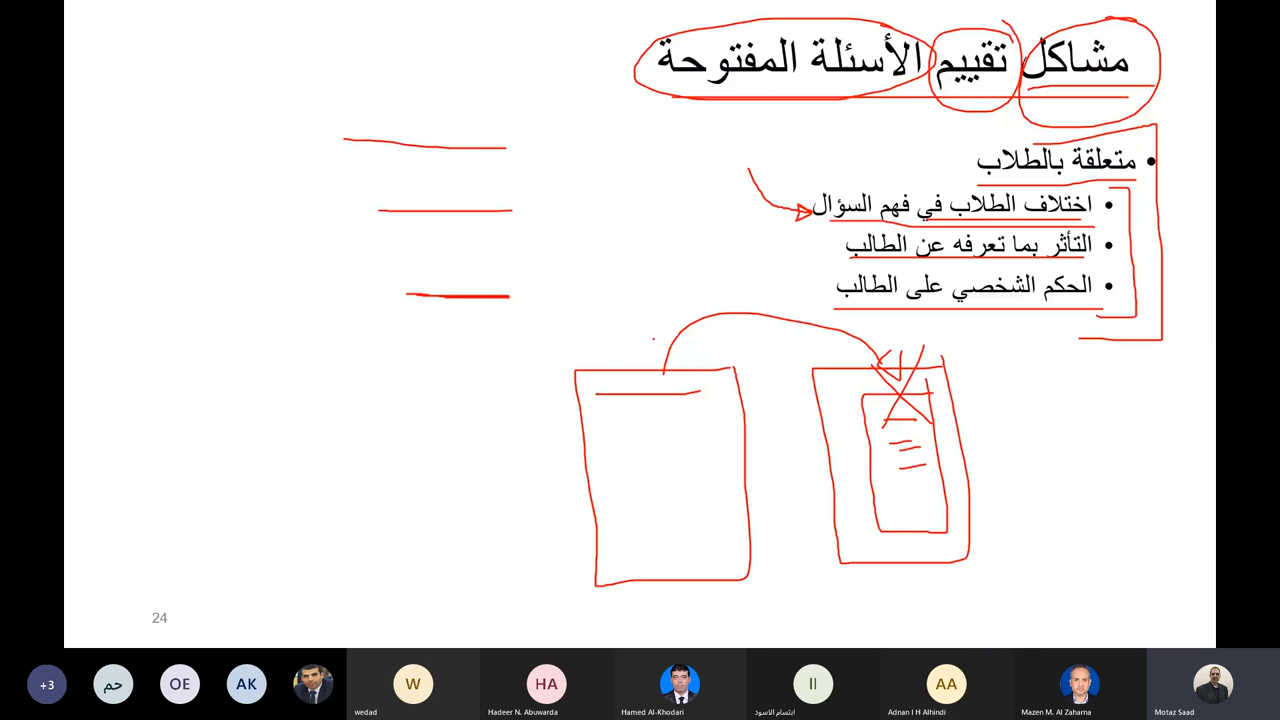 مشاكل تقييم الأسئلة المفتوحة
• متعلقة بالطلاب
• اختلاف الطلاب في فهم السؤال
• التأثر بما تعرفه عن الطالب
• الحكم الشخصي على الطالب
24
+3
حم
OE
AK
W
wedad
HA
Hadeer N. Abuwarda
Hamed Al-Khodari
اا
ابتسام الاسود
AA
Adnan I H Alhindi
Mazen M. Al Zaharna
Motaz Saad